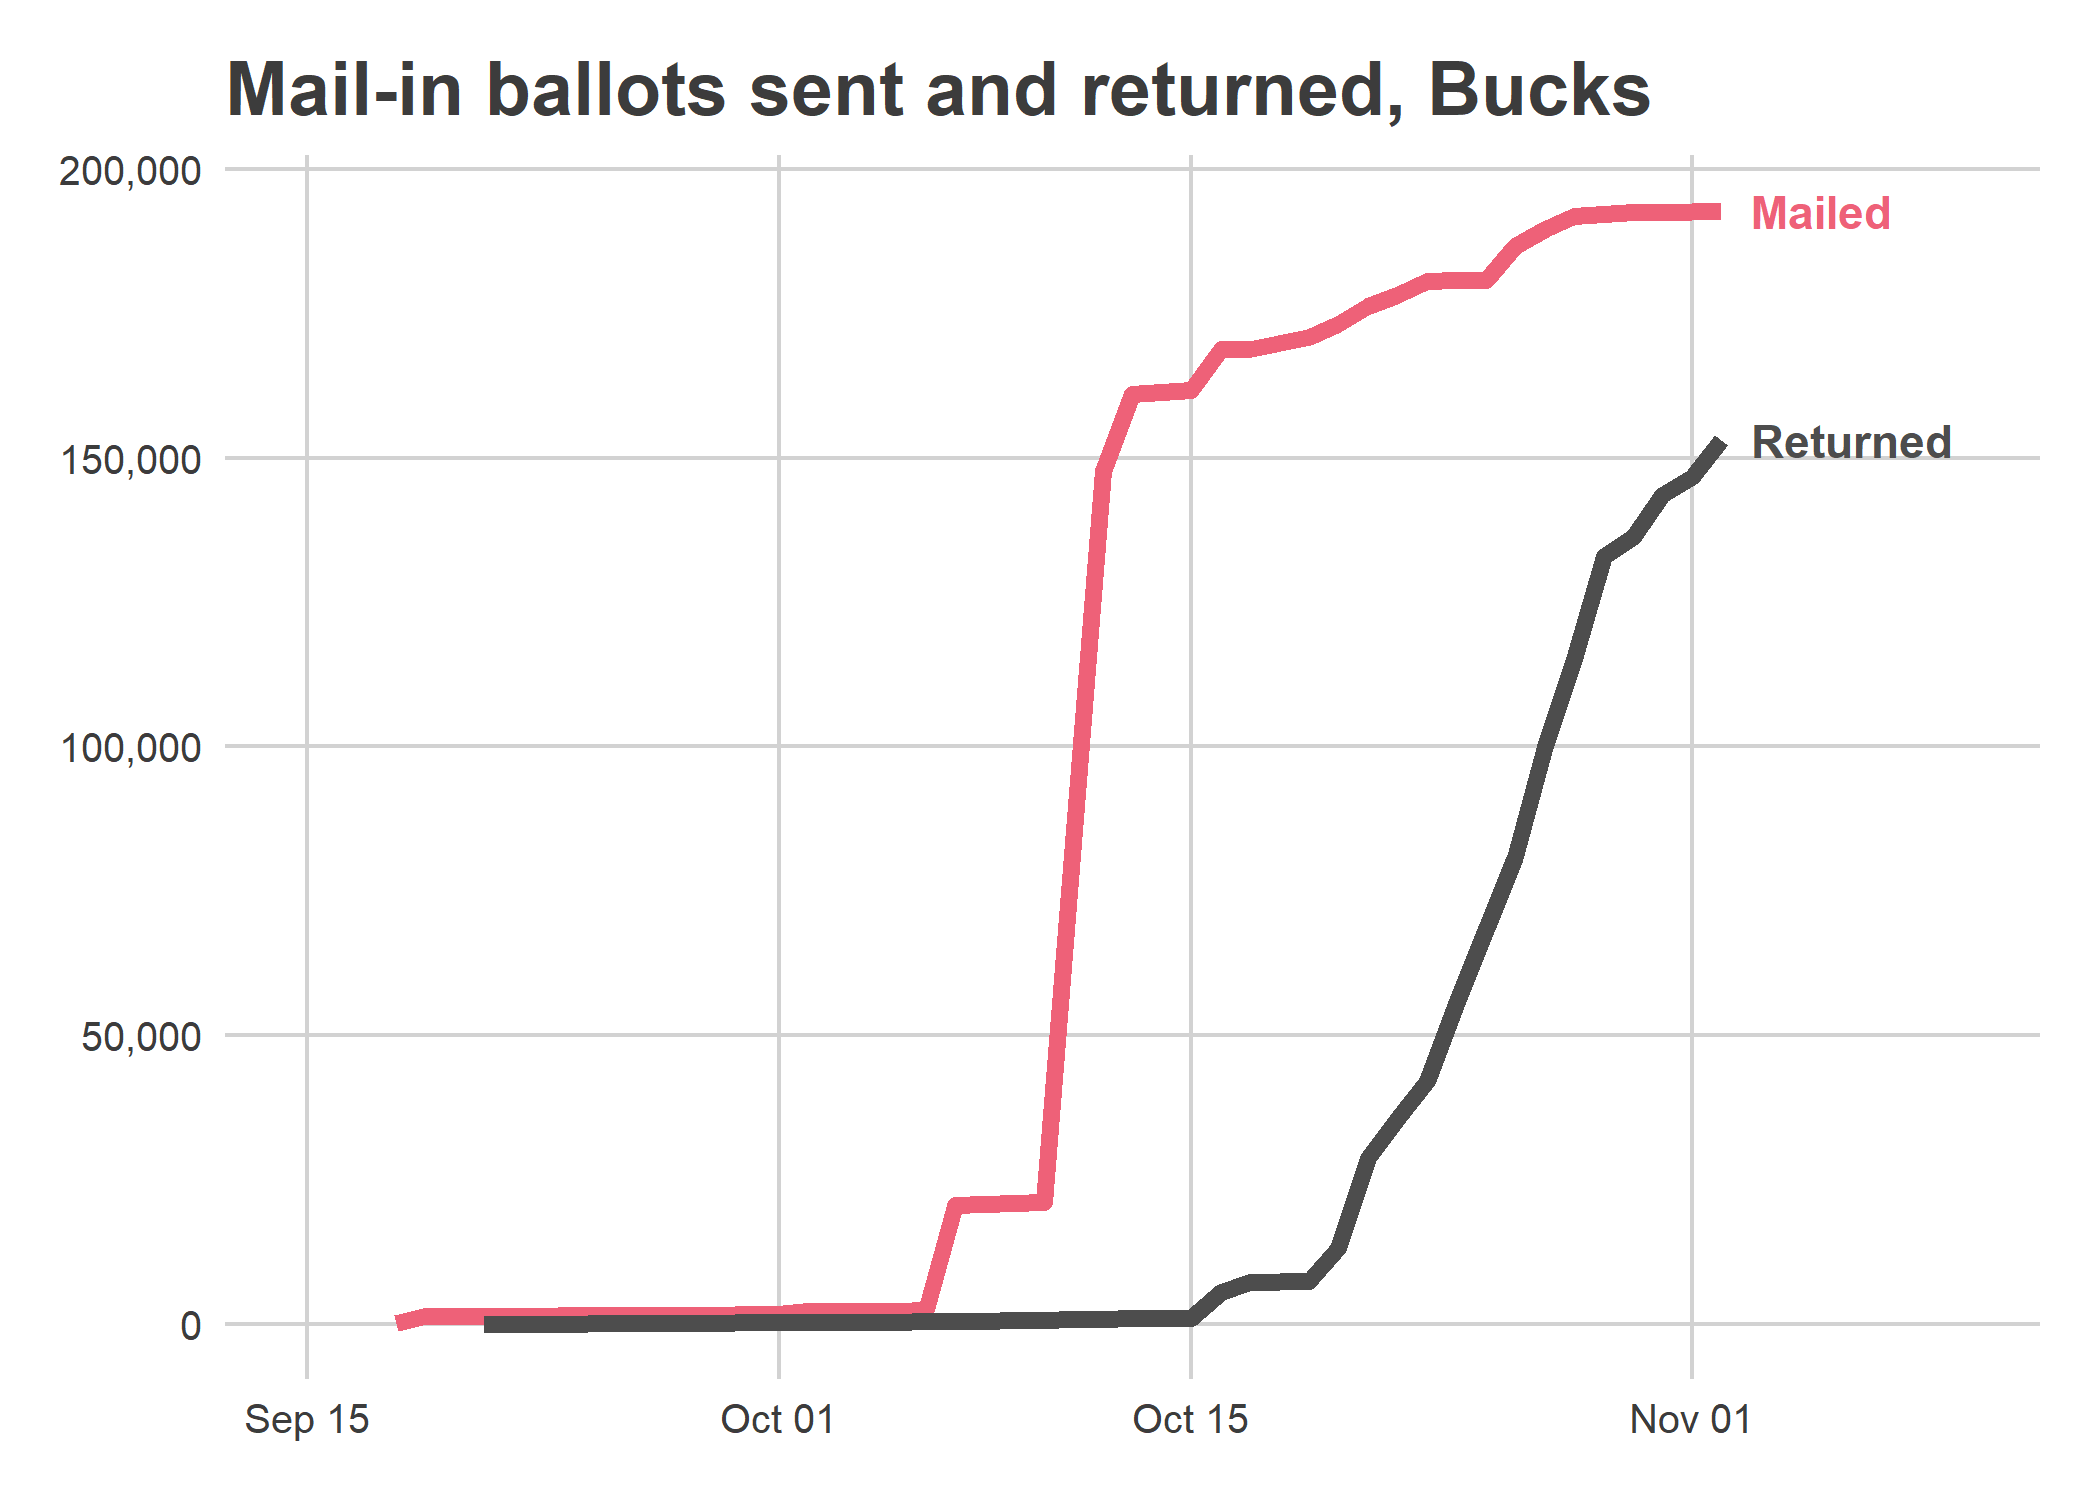 Mail-in ballots sent and returned, Bucks
200,000
Mailed
150,000
Returned
100,000
50,000
0
Sep 15
Oct 01
Oct 15
Nov 01